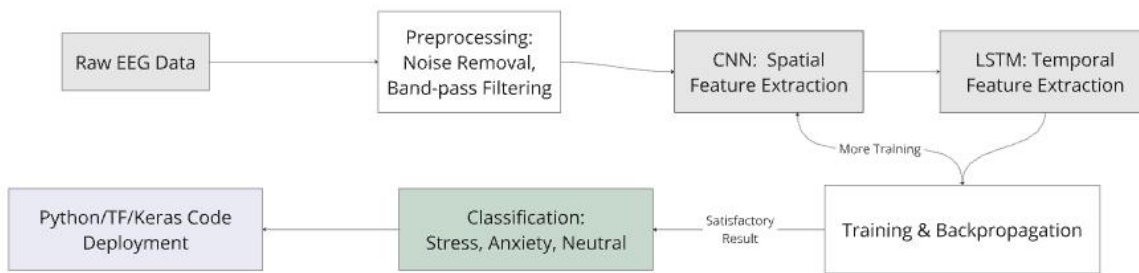 Raw EEG Data
Preprocessing:
Noise Removal,
Band-pass Filtering
CNN: Spatial
Feature Extraction
LSTM: Temporal
Feature Extraction
More Training
Training & Backpropagation
Satisfactory
Result
Classification:
Stress, Anxiety, Neutral
Python/TF/Keras Code
Deployment